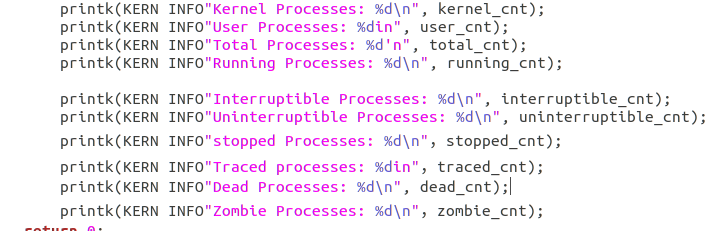 printk(KERN INFO"Kernel Processes: %d\n", kernel_cnt);
printk(KERN INFO"User Processes: %din", user_cnt);
printk(KERN INFO"Total Processes: %d'n", total_cnt);
printk(KERN INFO"Running Processes: %d\n", running_cnt);
printk(KERN INFO"Interruptible Processes: %d\n", interruptible_cnt);
printk(KERN INFO"Uninterruptible Processes: %d\n", uninterruptible_cnt);
printk(KERN INFO"stopped Processes: %d\n", stopped_cnt);
printk(KERN INFO"Traced processes: %din", traced_cnt);
printk(KERN INFO"Dead Processes: %d\n", dead_cnt);
printk(KERN INFO"Zombie Processes: %d\n", zombie_cnt);
return 0;